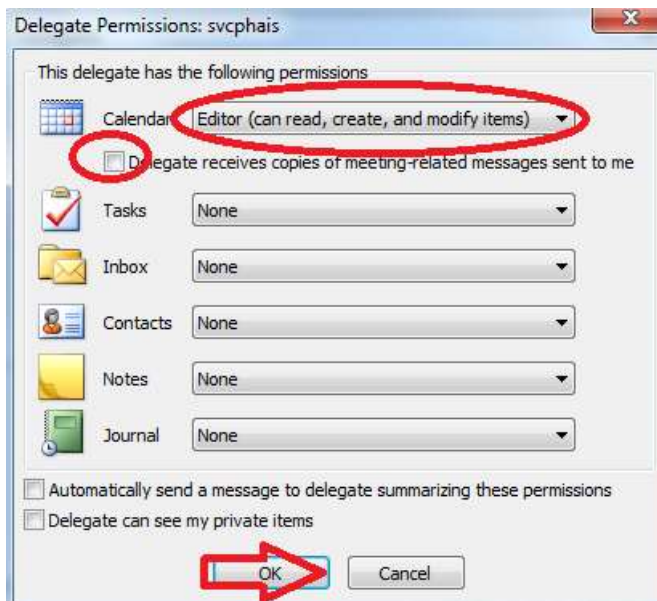 Delegate Permissions: svcphais
This delegate has the following permissions
Calendar Editor (can read, create, and modify items)
Delegate receives copies of meeting-related messages sent to me
Tasks None
Inbox None
Contacts None
Notes None
Journal None
Automatically send a message to delegate summarizing these permissions
Delegate can see my private items
OK Cancel